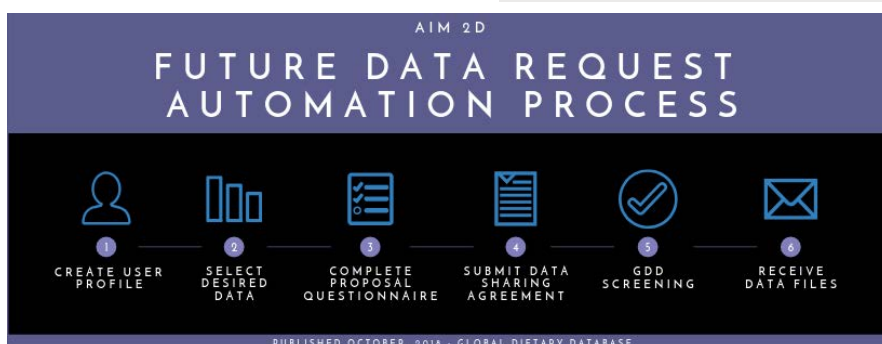 AIM 2D
FUTURE DATA REQUEST
AUTOMATION PROCESS
1
CREATE USER
PROFILE
2
SELECT
DESIRED
DATA
3
COMPLETE
PROPOSAL
QUESTIONNAIRE
4
SUBMIT DATA
SHARING
AGREEMENT
5
GDD
SCREENING
6
RECEIVE
DATA FILES
PUBLISHED OCTOBER, 2018 - GLOBAL DIETARY DATABASE